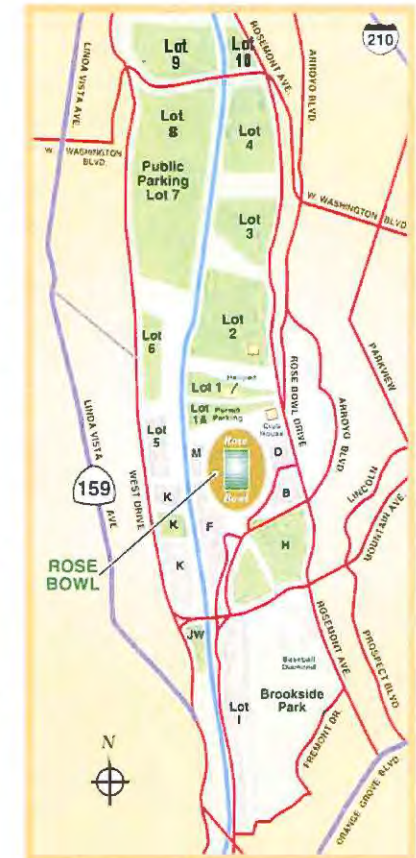 Lot
9
Lot
10
ROSEMONT AVE.
210
LINDA VISTA
AVE.
ARROYO BLVD.
Lot
8
Lot
4
W. WASHINGTON
BLVD.
Public
Parking
Lot 7
W. WASHINGTON BLVD
Lot
3
Lot
6
Lot
2
PARKVIEW
Lot 1
Lot
1A
Permit
Parking
Club
House
ROSE BOWL DRIVE
ARROYO BLVD.
Lot
5
M
Rose
Bowl
D
LINDA VISTA
AVE
159
WEST DRIVE
K
K
K
F
B
H
LINCOLN
MOUNTAIN AVE.
ROSE
BOWL
JW
ROSEMONT AVE
PROSPECT BLVD.
Baseball
Diamond
Brookside
Park
Lot
I
N
FREMONT DR.
ORANGE GROVE BLVD